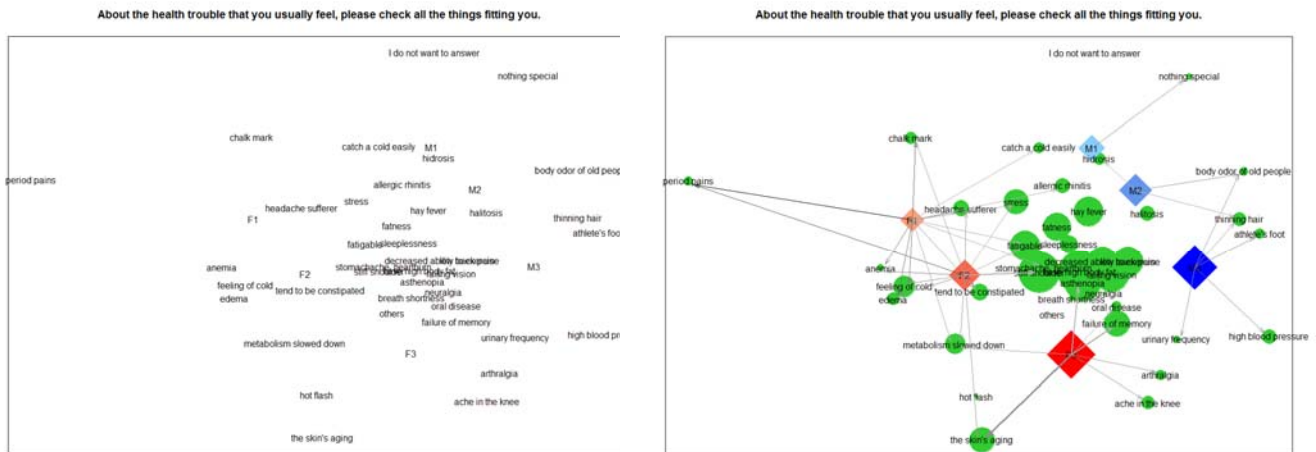 About the health trouble that you usually feel, please check all the things fitting you.
I do not want to answer
nothing special
chalk mark
catch a cold easily
M1
hidrosis
body odor of old peop
period pains
allergic rhinitis
M2
stress
headache sufferer
hay fever
halitosis
F1
thinning hair
fatness
athlete's foo
fatigable
sleeplessness
anemia
M3
F2
stomachache, heartburn
feeling of cold
asthenopia
tend to be constipated
neuralgia
edema
breath shortness
oral disease
others
failure of memory
high blood pre
urinary frequency
metabolism slowed down
F3
arthralgia
hot flash
ache in the knee
the skin's aging
About the health trouble that you usually feel, please check all the things fitting you.
I do not want to answer
nothing special
chalk mark
catch a cold easily
M1
hidrosis
body odor of old people
period pains
allergic rhinitis
M2
headache sufferer
stress
hay fever
halitosis
F1
thinning hair
fatness
athlete's foot
fatigable
sleeplessness
anemia
F2
stomachache, heartburn
feeling of cold
asthenopia
tend to be constipated
neuralgia
edema
breath shortness
oral disease
others
failure of memory
urinary frequency
high blood pressure
metabolism slowed down
arthralgia
hot flash
ache in the knee
the skin's aging